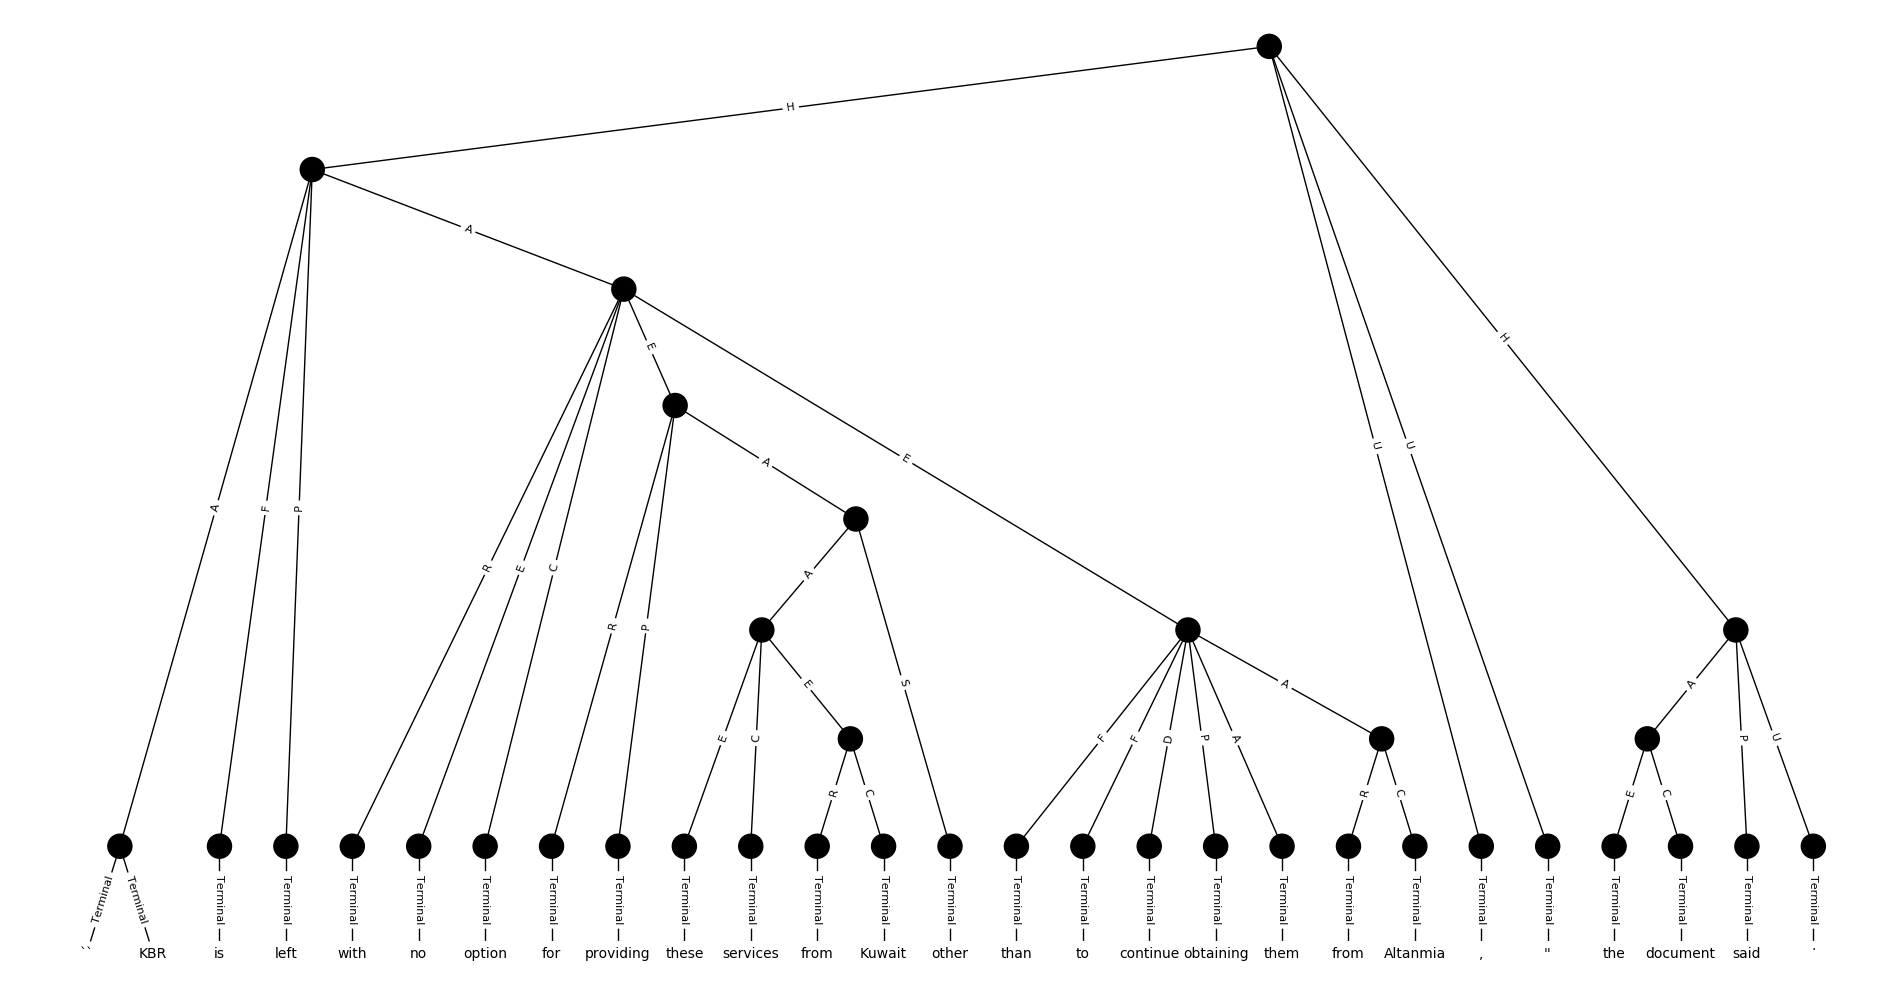 H
A
A
F
P
E
E
A
R
E
C
R
P
A
S
E
C
E
R
C
F
F
D
P
A
A
R
C
U
U
H
A
P
U
E
C
Terminal Terminal Terminal Terminal Terminal Terminal Terminal Terminal Terminal Terminal Terminal Terminal Terminal Terminal Terminal Terminal Terminal Terminal Terminal Terminal Terminal Terminal Terminal Terminal Terminal Terminal Terminal
`` KBR is left with no option for providing these services from Kuwait other than to continue obtaining them from Altanmia , " the document said .